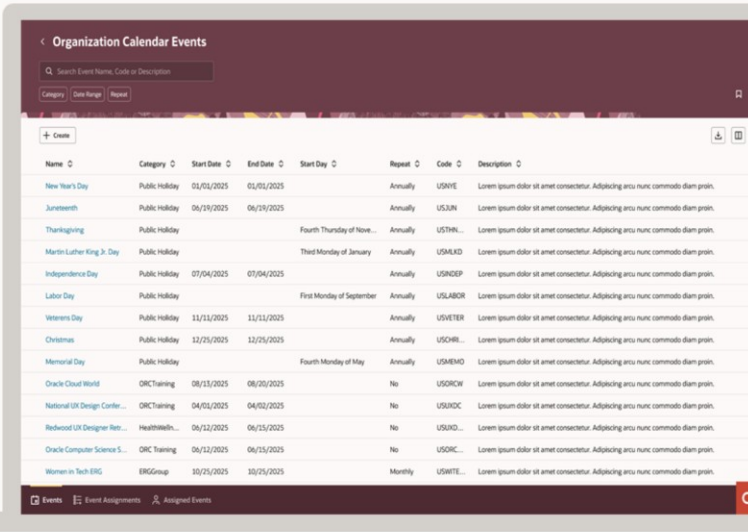 Organization Calendar Events
Search Event Name, Code or Description
Category Date Range Repeat
+ Create
Name Category Start Date End Date Start Day Repeat Code Description
New Year's Day Public Holiday 01/01/2025 01/01/2025 Annually USNYE Lorem ipsum dolor sit amet consectetur. Adipiscing arcu nunc commodo diam proin.
Juneteenth Public Holiday 06/19/2025 06/19/2025 Annually USJUN Lorem ipsum dolor sit amet consectetur. Adipiscing arcu nunc commodo diam proin.
Thanksgiving Public Holiday Fourth Thursday of Nove... Annually USTHN... Lorem ipsum dolor sit amet consectetur. Adipiscing arcu nunc commodo diam proin.
Martin Luther King Jr. Day Public Holiday Third Monday of January Annually USMLKD Lorem ipsum dolor sit amet consectetur. Adipiscing arcu nunc commodo diam proin.
Independence Day Public Holiday 07/04/2025 07/04/2025 Annually USINDEP Lorem ipsum dolor sit amet consectetur. Adipiscing arcu nunc commodo diam proin.
Labor Day Public Holiday First Monday of September Annually USLABOR Lorem ipsum dolor sit amet consectetur. Adipiscing arcu nunc commodo diam proin.
Veterens Day Public Holiday 11/11/2025 11/11/2025 Annually USVETER Lorem ipsum dolor sit amet consectetur. Adipiscing arcu nunc commodo diam proin.
Christmas Public Holiday 12/25/2025 12/25/2025 Annually USCHRI... Lorem ipsum dolor sit amet consectetur. Adipiscing arcu nunc commodo diam proin.
Memorial Day Public Holiday Fourth Monday of May Annually USMEMO Lorem ipsum dolor sit amet consectetur. Adipiscing arcu nunc commodo diam proin.
Oracle Cloud World ORCTraining 08/13/2025 08/20/2025 No USORCW Lorem ipsum dolor sit amet consectetur. Adipiscing arcu nunc commodo diam proin.
National UX Design Confer... ORCTraining 04/01/2025 04/02/2025 No USUXDC Lorem ipsum dolor sit amet consectetur. Adipiscing arcu nunc commodo diam proin.
Redwood UX Designer Retr... HealthWelln... 06/12/2025 06/15/2025 No USUXD... Lorem ipsum dolor sit amet consectetur. Adipiscing arcu nunc commodo diam proin.
Oracle Computer Science S... ORC Training 06/12/2025 06/15/2025 No USORC... Lorem ipsum dolor sit amet consectetur. Adipiscing arcu nunc commodo diam proin.
Women in Tech ERG ERGGroup 10/25/2025 10/25/2025 Monthly USWITE... Lorem ipsum dolor sit amet consectetur. Adipiscing arcu nunc commodo diam proin.
Events Event Assignments Assigned Events